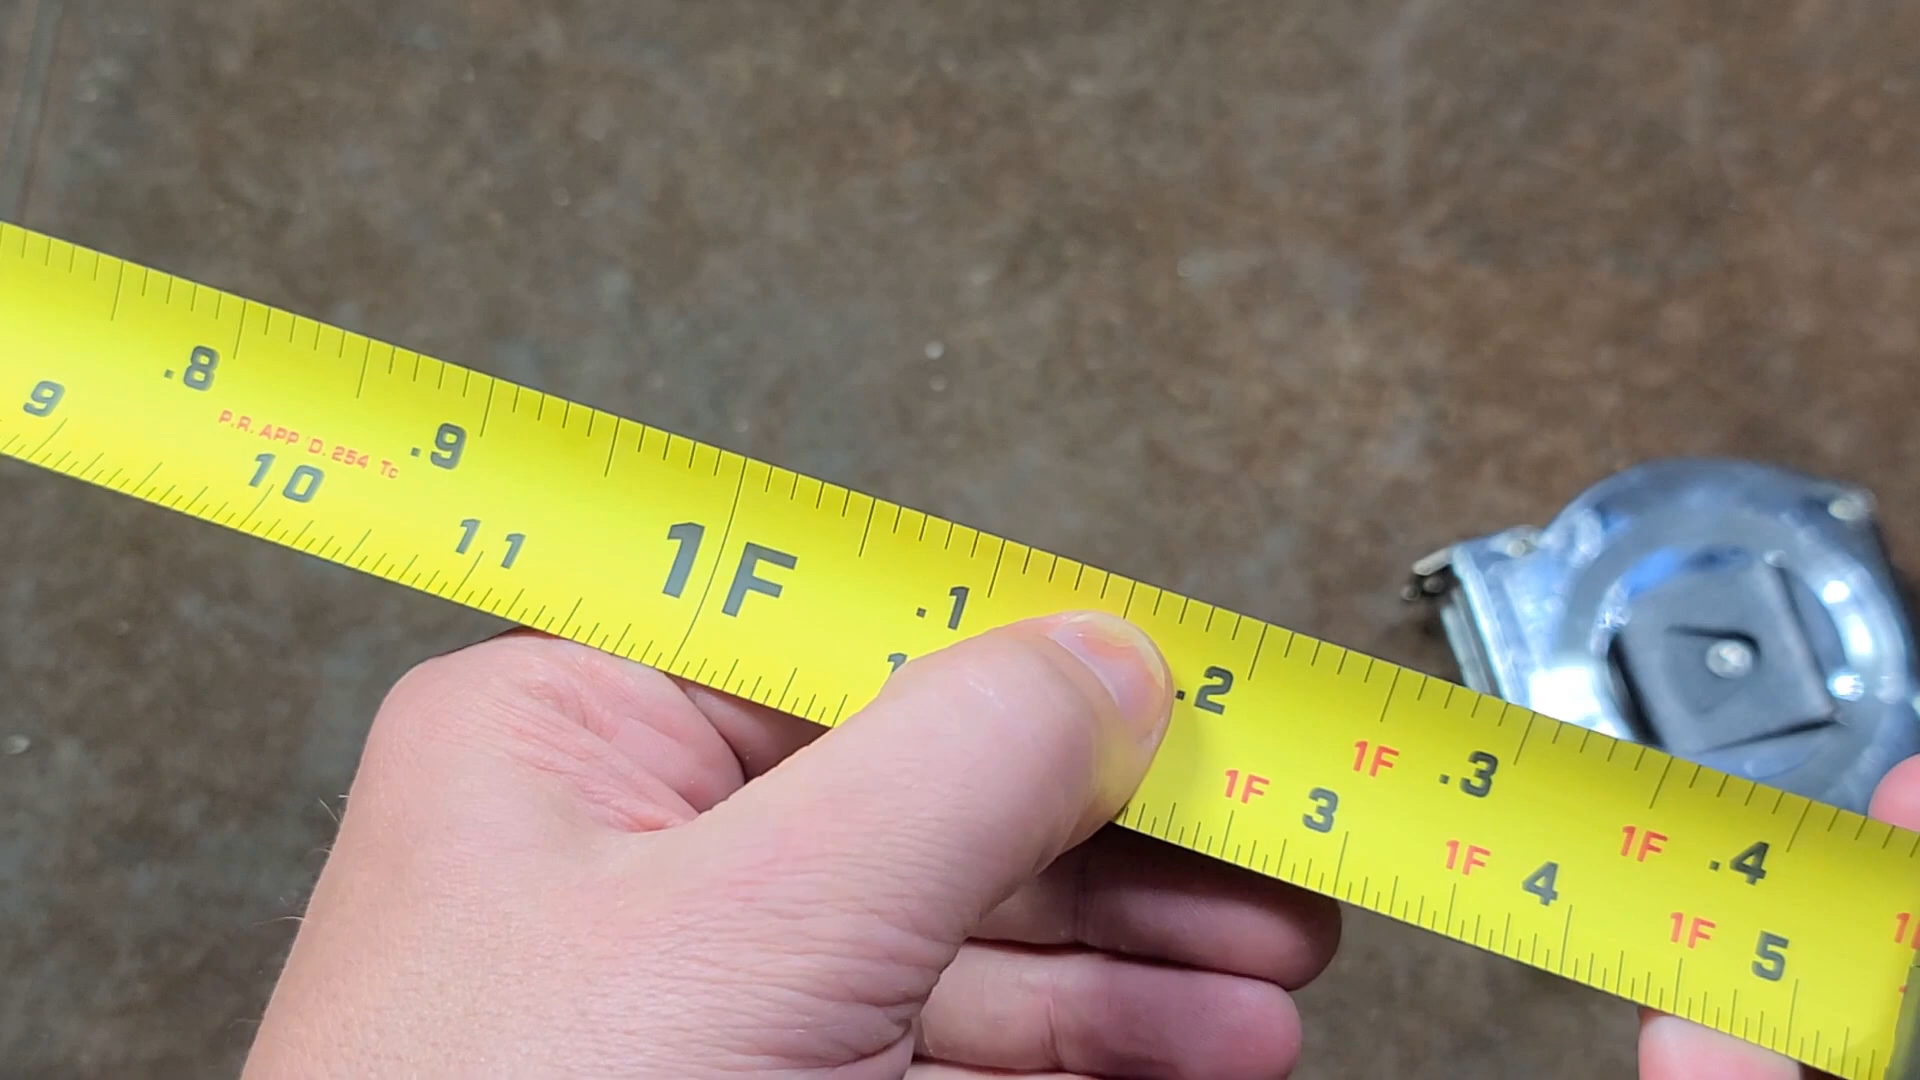 .8 .9 1F .1 .2 1F .3 1F .4
P.R. APP'D. 254 Tc
9 10 11 1F 3 1F 4 1F 5